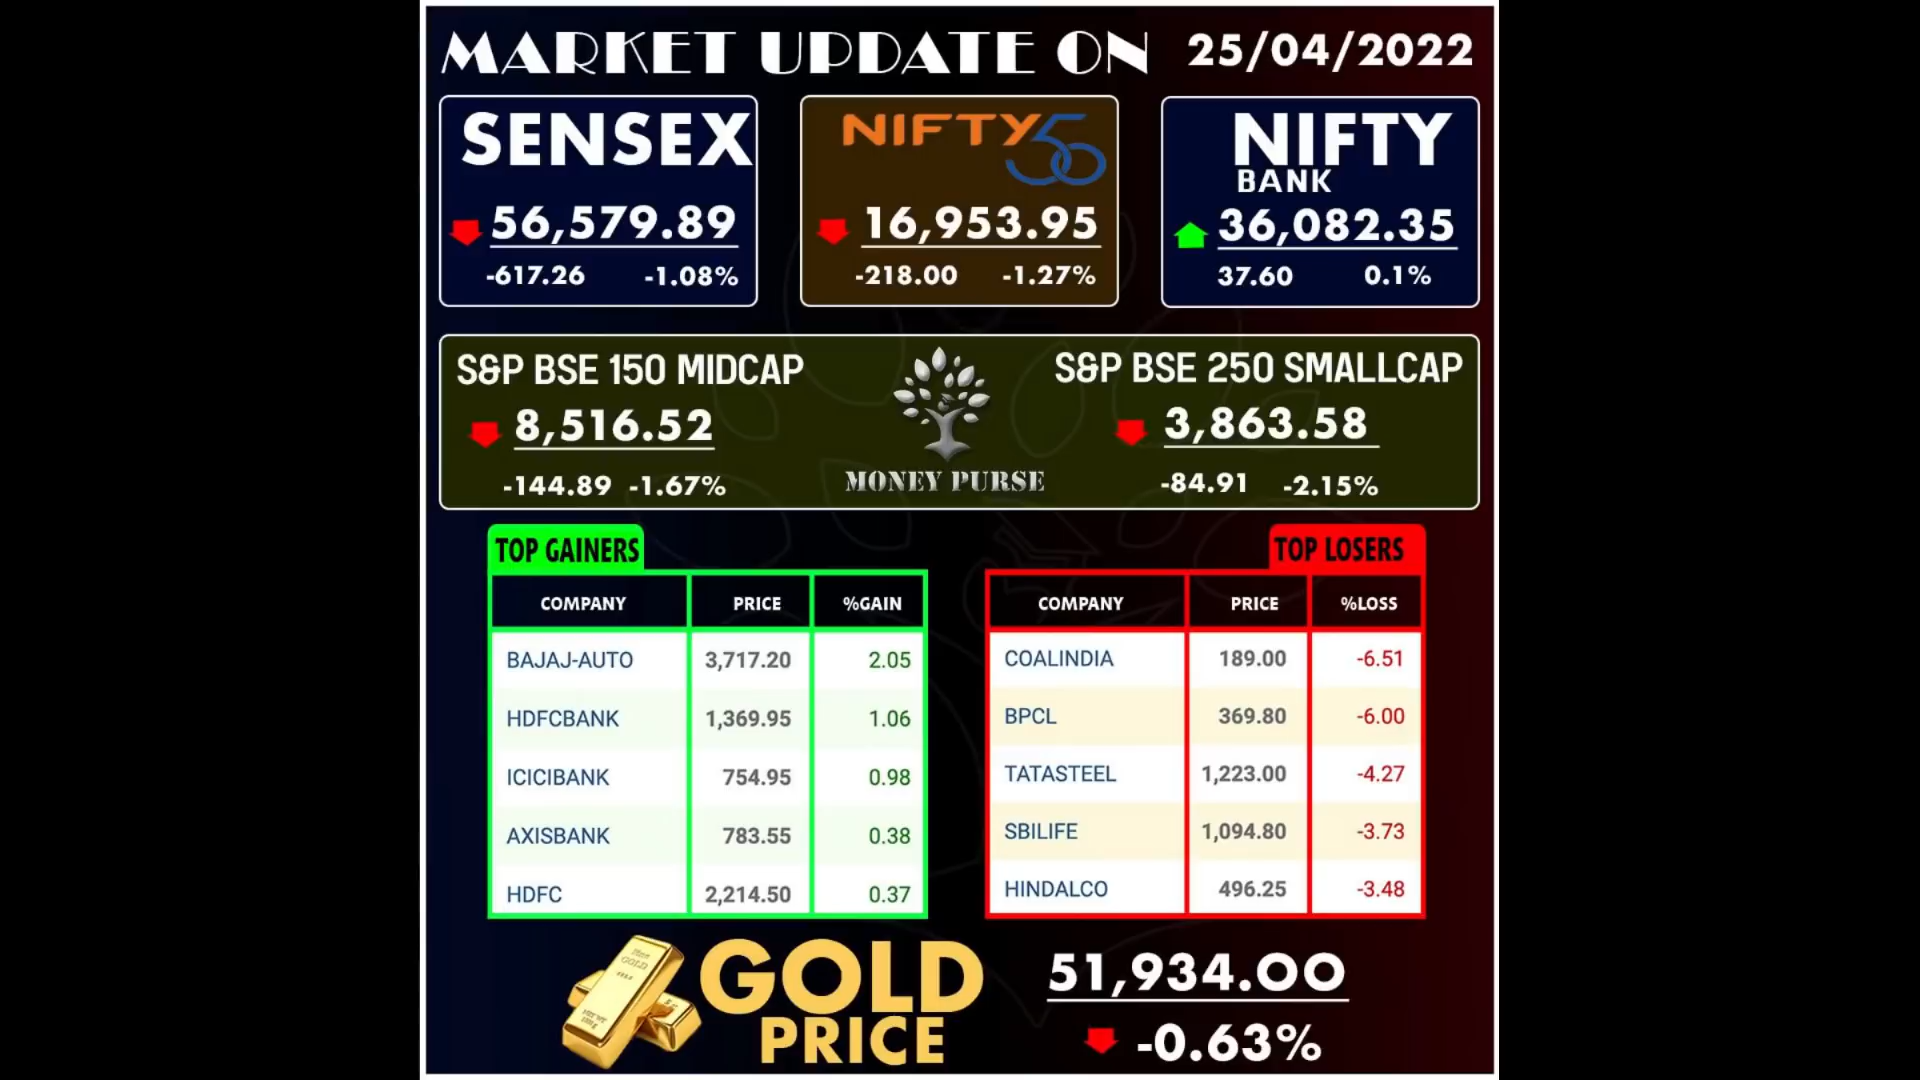 MARKET UPDATE ON 25/04/2022
SENSEX
56,579.89
-617.26 -1.08%
NIFTY 50
16,953.95
-218.00 -1.27%
NIFTY
BANK
36,082.35
37.60 0.1%
S&P BSE 150 MIDCAP
8,516.52
-144.89 -1.67%
MONEY PURSE
S&P BSE 250 SMALLCAP
3,863.58
-84.91 -2.15%
TOP GAINERS
COMPANY PRICE %GAIN
BAJAJ-AUTO 3,717.20 2.05
HDFCBANK 1,369.95 1.06
ICICIBANK 754.95 0.98
AXISBANK 783.55 0.38
HDFC 2,214.50 0.37
TOP LOSERS
COMPANY PRICE %LOSS
COALINDIA 189.00 -6.51
BPCL 369.80 -6.00
TATASTEEL 1,223.00 -4.27
SBILIFE 1,094.80 -3.73
HINDALCO 496.25 -3.48
GOLD
GOLD
PRICE
51,934.00
-0.63%